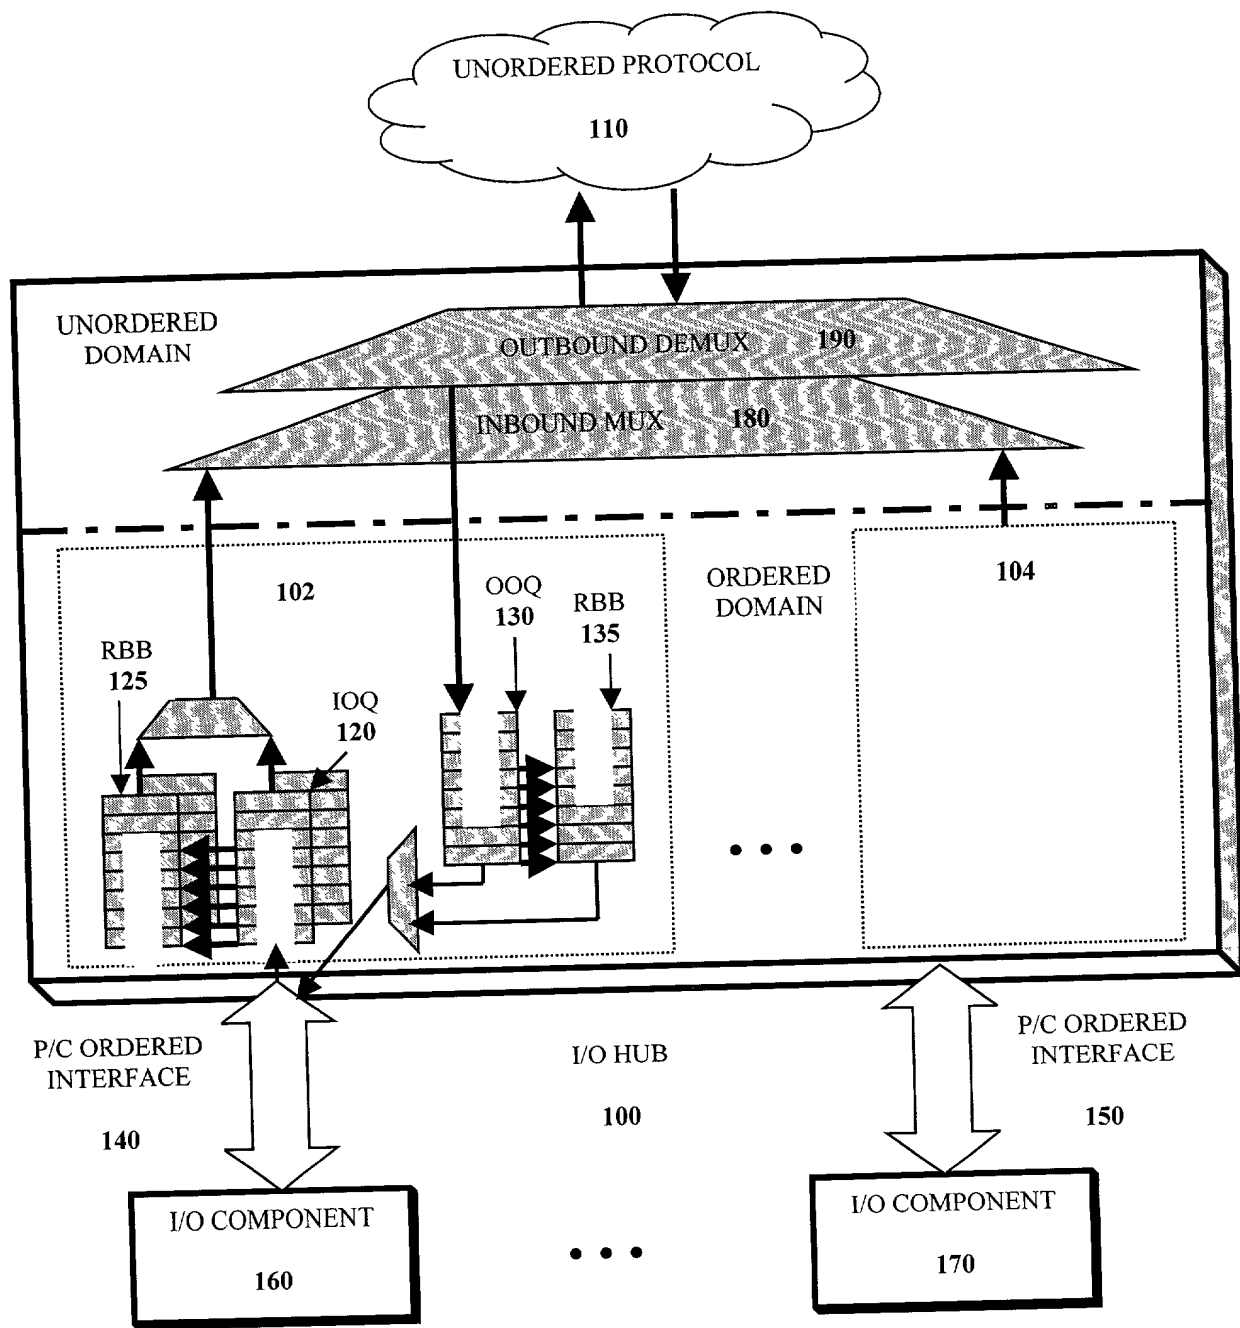 UNORDERED PROTOCOL
110
UNORDERED
DOMAIN
OUTBOUND DEMUX 190
INBOUND MUX 180
102
OOQ
130
RBB
135
ORDERED
DOMAIN
104
RBB
125
IOQ
120
P/C ORDERED
INTERFACE
140
I/O HUB
100
P/C ORDERED
INTERFACE
150
I/O COMPONENT
160
I/O COMPONENT
170